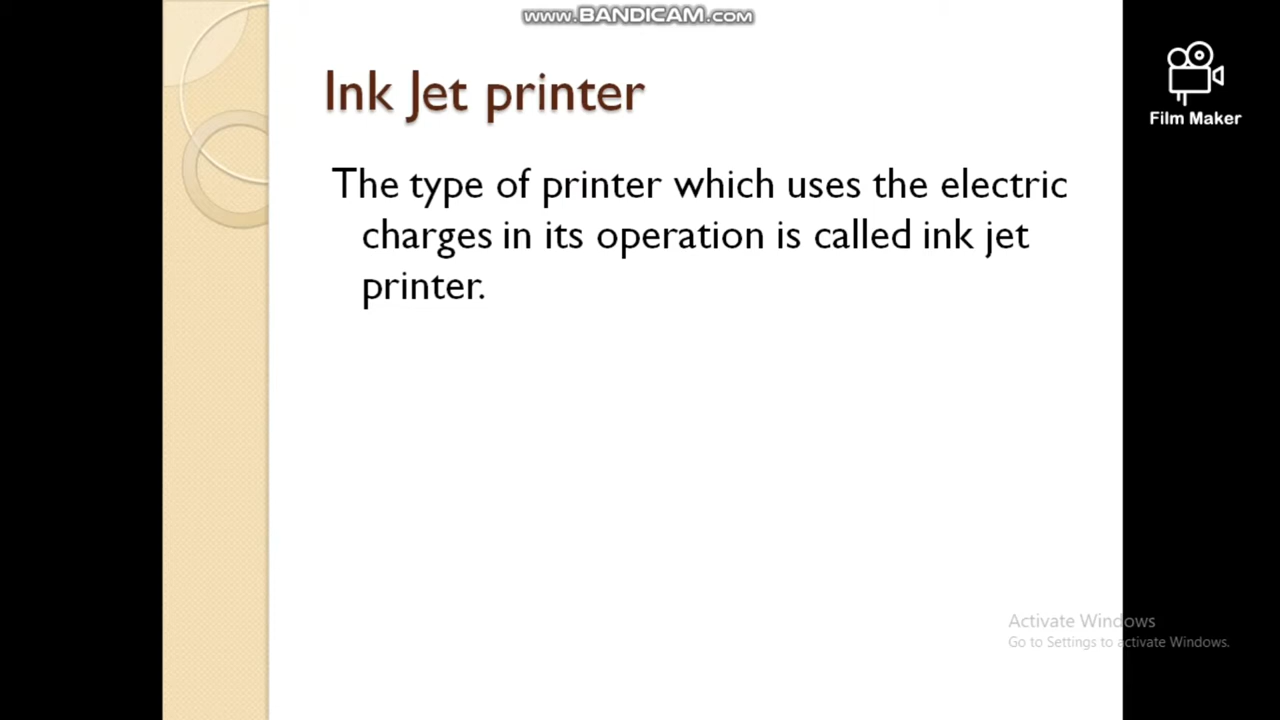 www.BANDICAM.com
Ink Jet printer
Film Maker
The type of printer which uses the electric
charges in its operation is called ink jet
printer.
Activate Windows
Go to Settings to activate Windows.